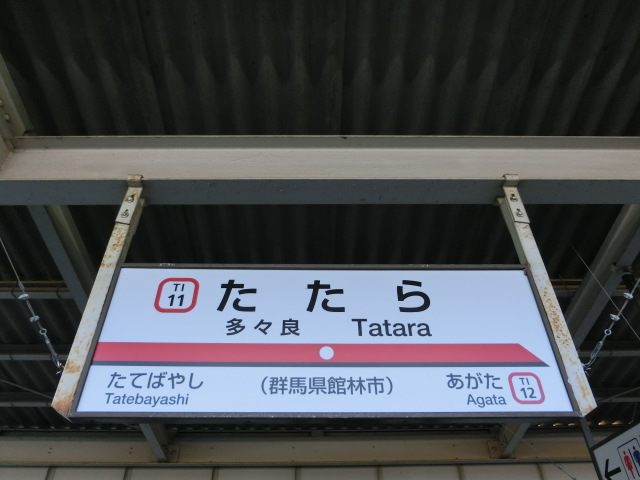 TI
11
たたら
多々良 Tatara
たてばやし
Tatebayashi
(群馬県館林市)
あがた
Agata
TI
12